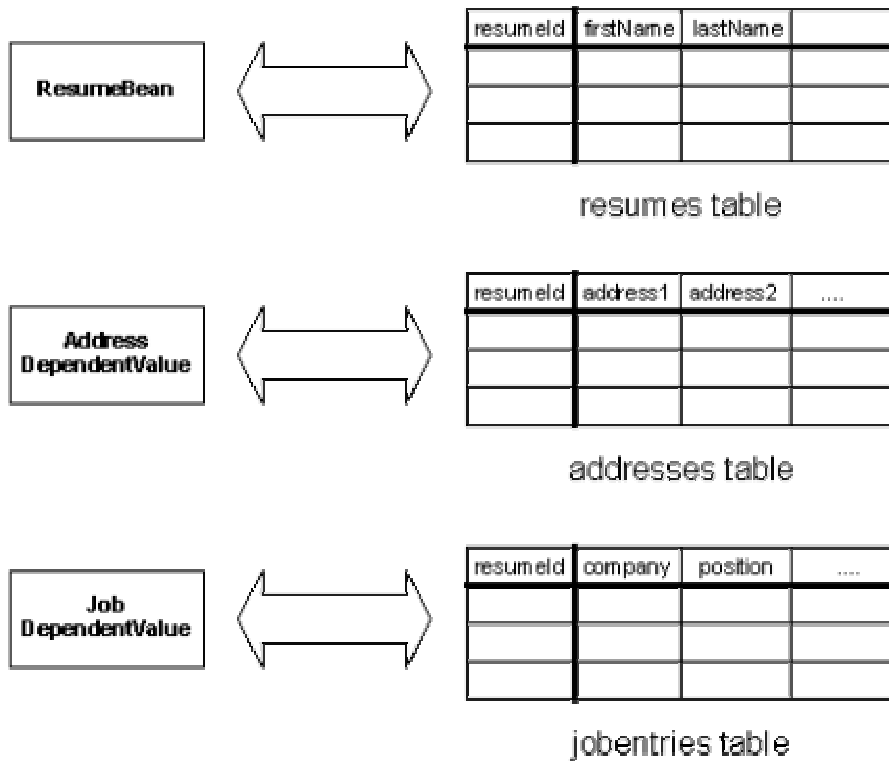 resumeId firstName lastName
ResumeBean
resumes table
resumeId address1 address2 ....
Address
DependentValue
addresses table
resumeId company position ....
Job
DependentValue
jobentries table